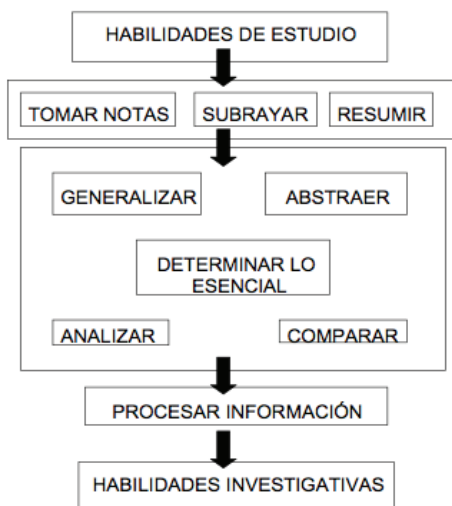 HABILIDADES DE ESTUDIO
TOMAR NOTAS
SUBRAYAR
RESUMIR
GENERALIZAR
ABSTRAER
DETERMINAR LO
ESENCIAL
ANALIZAR
COMPARAR
PROCESAR INFORMACIÓN
HABILIDADES INVESTIGATIVAS